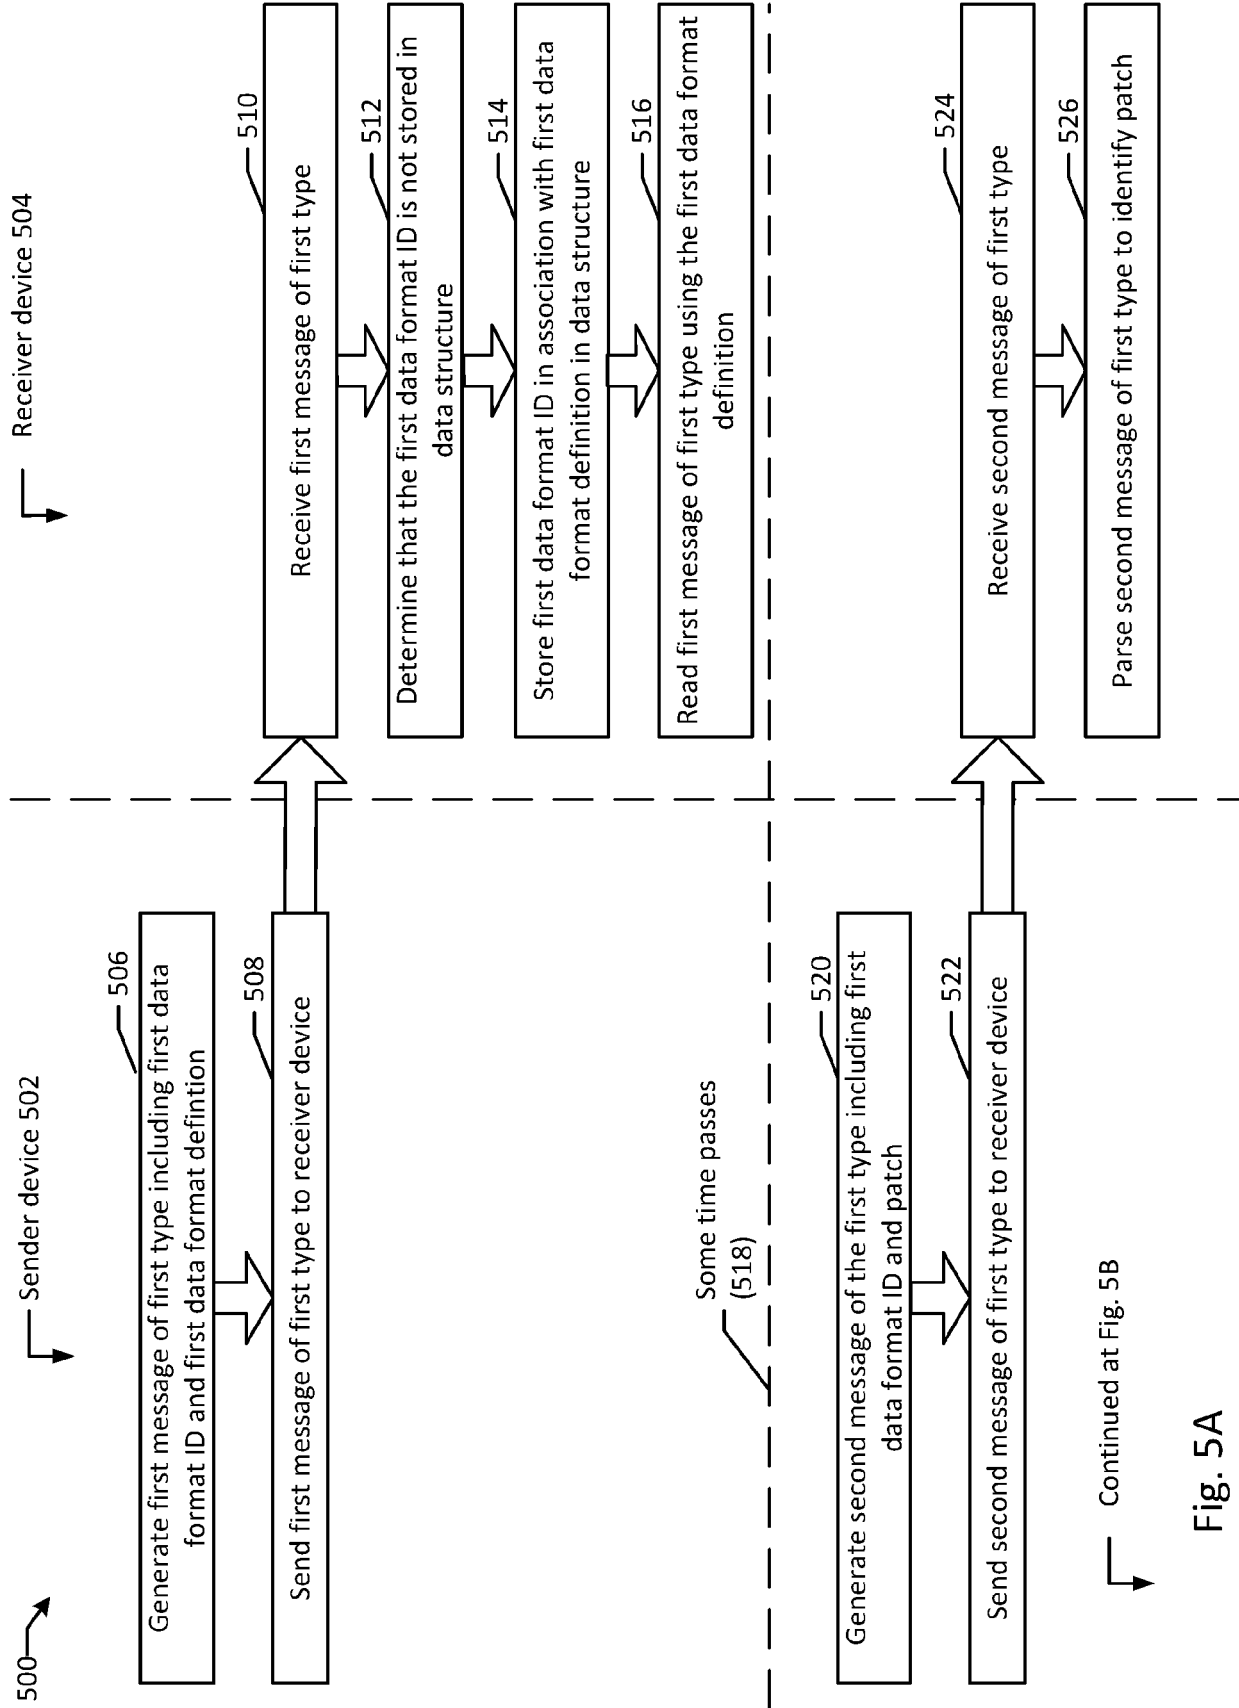 500
Sender device 502
Receiver device 504
506
Generate first message of first type including first data
format ID and first data format defintion
508
Send first message of first type to receiver device
510
Receive first message of first type
512
Determine that the first data format ID is not stored in
data structure
514
Store first data format ID in association with first data
format definition in data structure
516
Read first message of first type using the first data format
definition
Some time passes
(518)
520
Generate second message of the first type including first
data format ID and patch
522
Send second message of first type to receiver device
524
Receive second message of first type
526
Parse second message of first type to identify patch
Continued at Fig. 5B
Fig. 5A